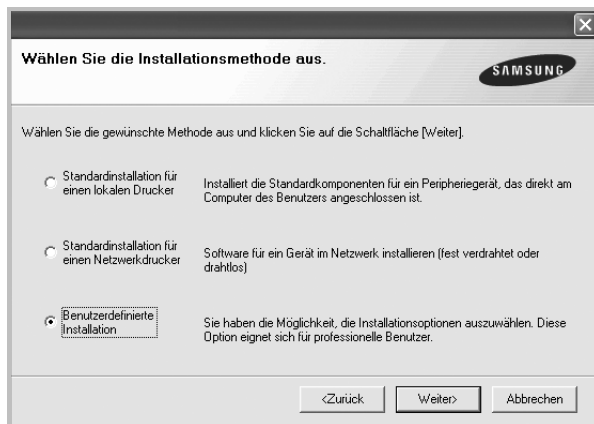 Wählen Sie die Installationsmethode aus.
SAMSUNG
Wählen Sie die gewünschte Methode aus und klicken Sie auf die Schaltfläche [Weiter].
Standardinstallation für
einen lokalen Drucker
Installiert die Standardkomponenten für ein Peripheriegerät, das direkt am
Computer des Benutzers angeschlossen ist.
Standardinstallation für
einen Netzwerkdrucker
Software für ein Gerät im Netzwerk installieren (fest verdrahtet oder
drahtlos)
Benutzerdefinierte
Installation
Sie haben die Möglichkeit, die Installationsoptionen auszuwählen. Diese
Option eignet sich für professionelle Benutzer.
<Zurück
Weiter>
Abbrechen